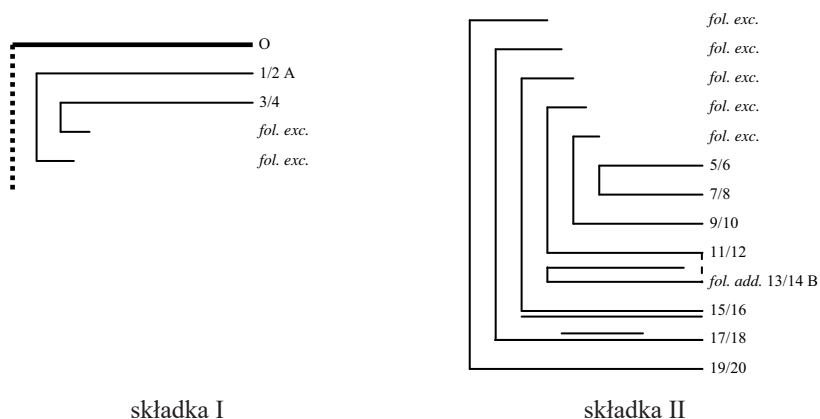 O
1/2 A
3/4
fol. exc.
fol. exc.
składka I
fol. exc.
fol. exc.
fol. exc.
fol. exc.
fol. exc.
5/6
7/8
9/10
11/12
fol. add. 13/14 B
15/16
17/18
19/20
składka II